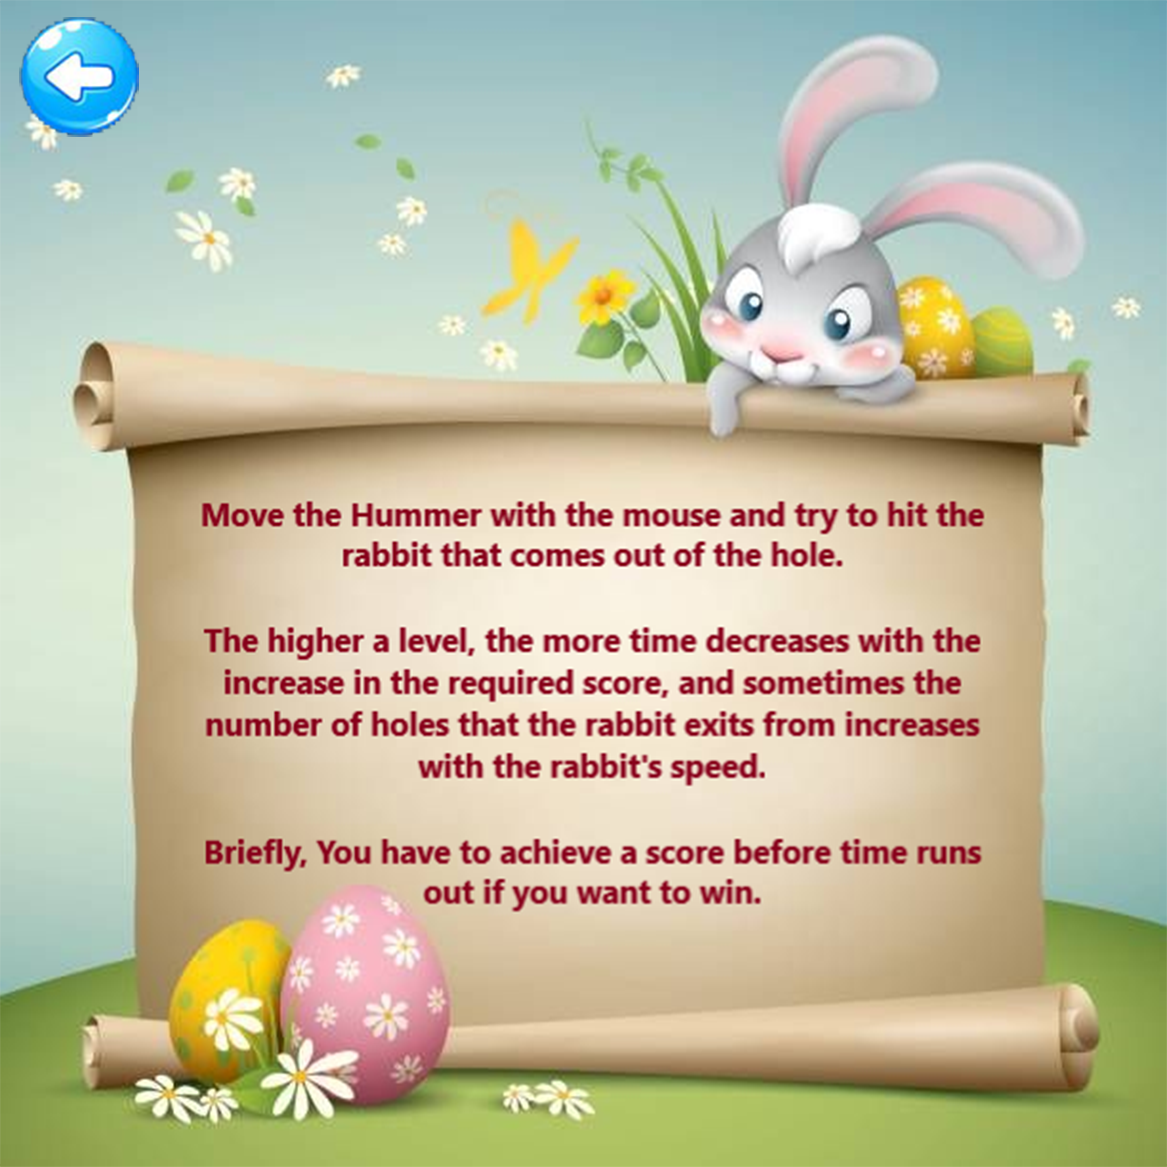 Move the Hummer with the mouse and try to hit the
rabbit that comes out of the hole.
The higher a level, the more time decreases with the
increase in the required score, and sometimes the
number of holes that the rabbit exits from increases
with the rabbit's speed.
Briefly, You have to achieve a score before time runs
out if you want to win.